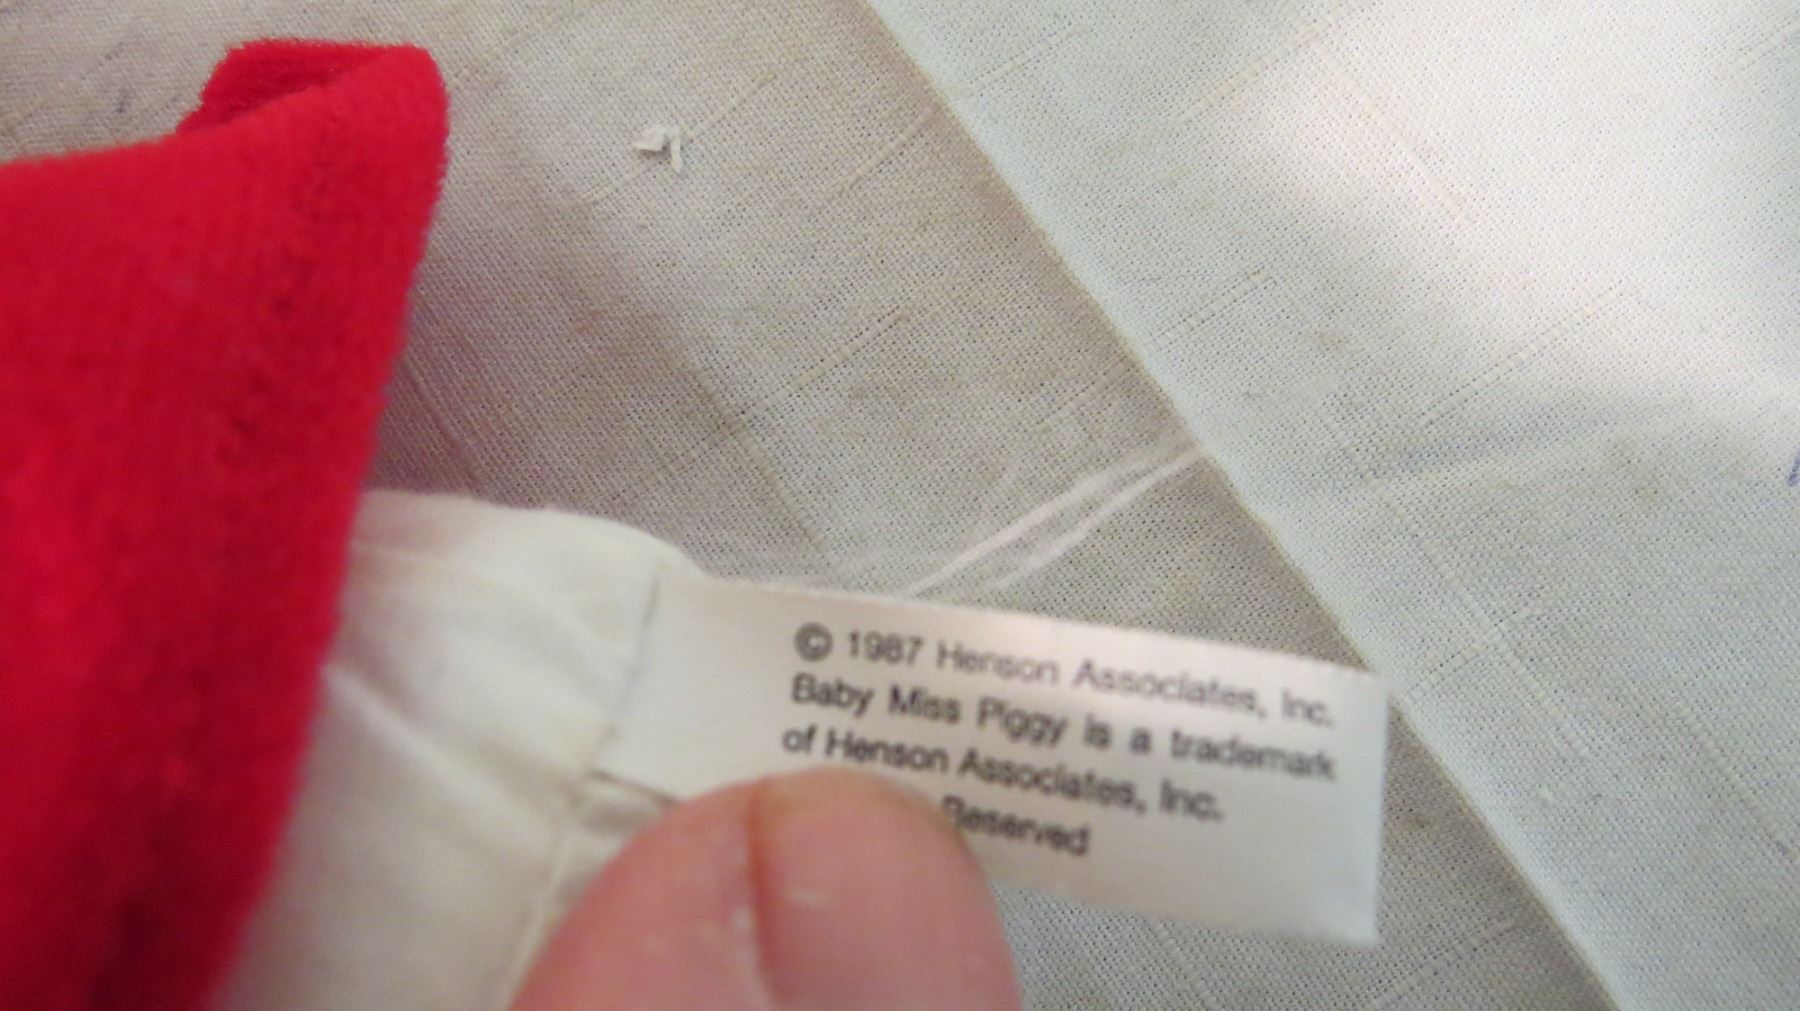 © 1987 Henson Associates, Inc.
Baby Miss Piggy is a trademark
of Henson Associates, Inc.
Reserved